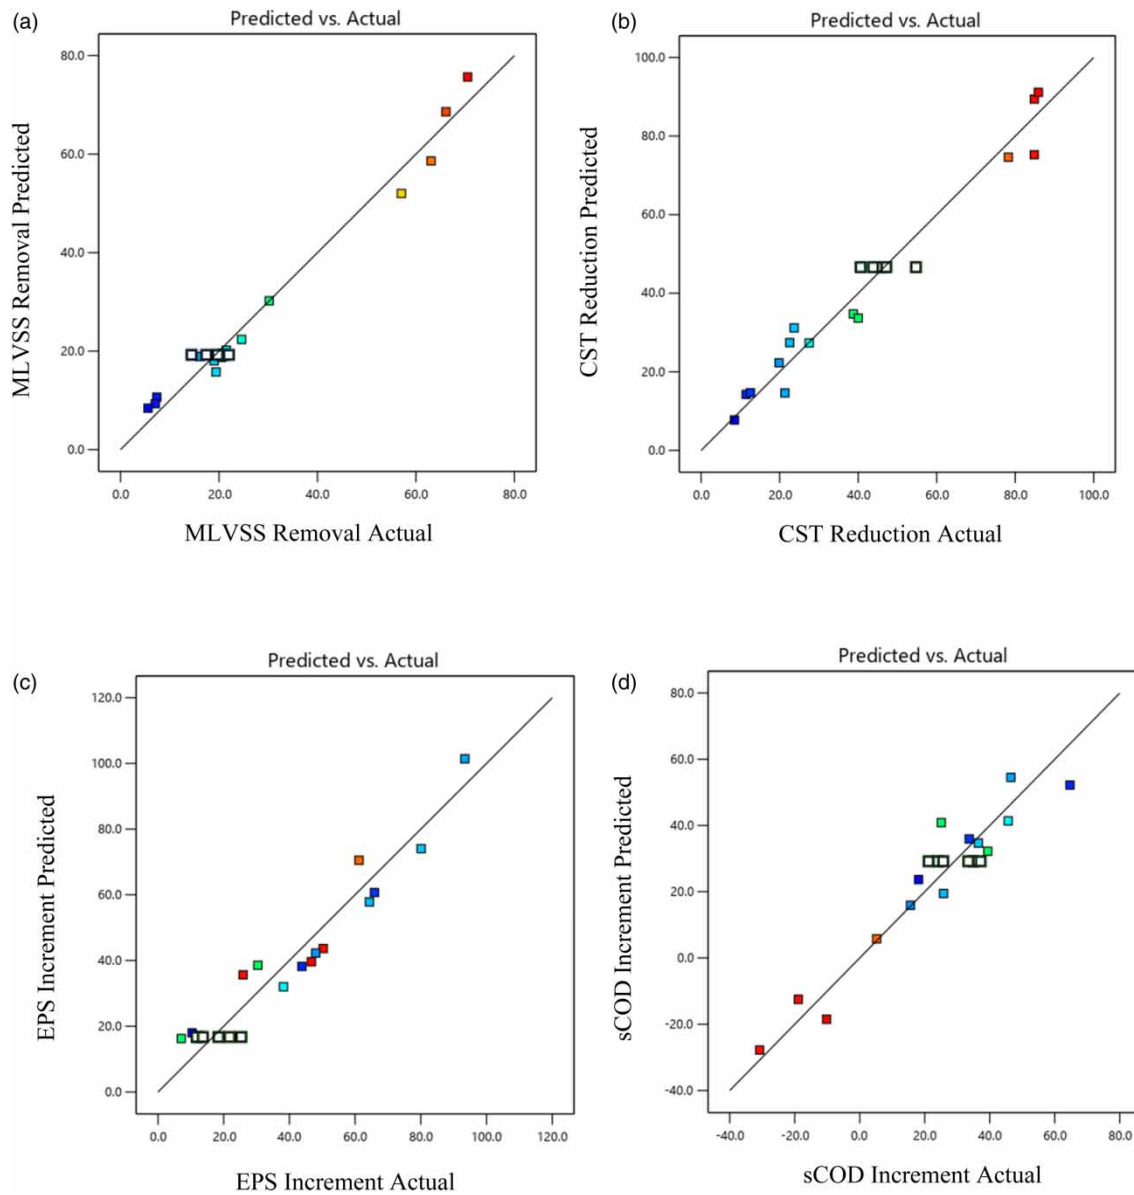 (a)
Predicted vs. Actual
MLVSS Removal Predicted
80.0
60.0
40.0
20.0
0.0
0.0 20.0 40.0 60.0 80.0
MLVSS Removal Actual
(b)
Predicted vs. Actual
CST Reduction Predicted
100.0
80.0
60.0
40.0
20.0
0.0
0.0 20.0 40.0 60.0 80.0 100.0
CST Reduction Actual
(c)
Predicted vs. Actual
EPS Increment Predicted
120.0
100.0
80.0
60.0
40.0
20.0
0.0
0.0 20.0 40.0 60.0 80.0 100.0 120.0
EPS Increment Actual
(d)
Predicted vs. Actual
sCOD Increment Predicted
80.0
60.0
40.0
20.0
0.0
-20.0
-40.0
-40.0 -20.0 0.0 20.0 40.0 60.0 80.0
sCOD Increment Actual